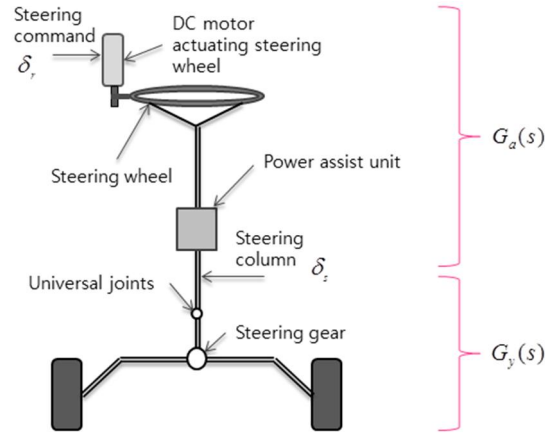 Steering
command
δr
DC motor
actuating steering
wheel
Steering wheel
Power assist unit
Ga(s)
Steering
column
δs
Universal joints
Steering gear
Gy(s)